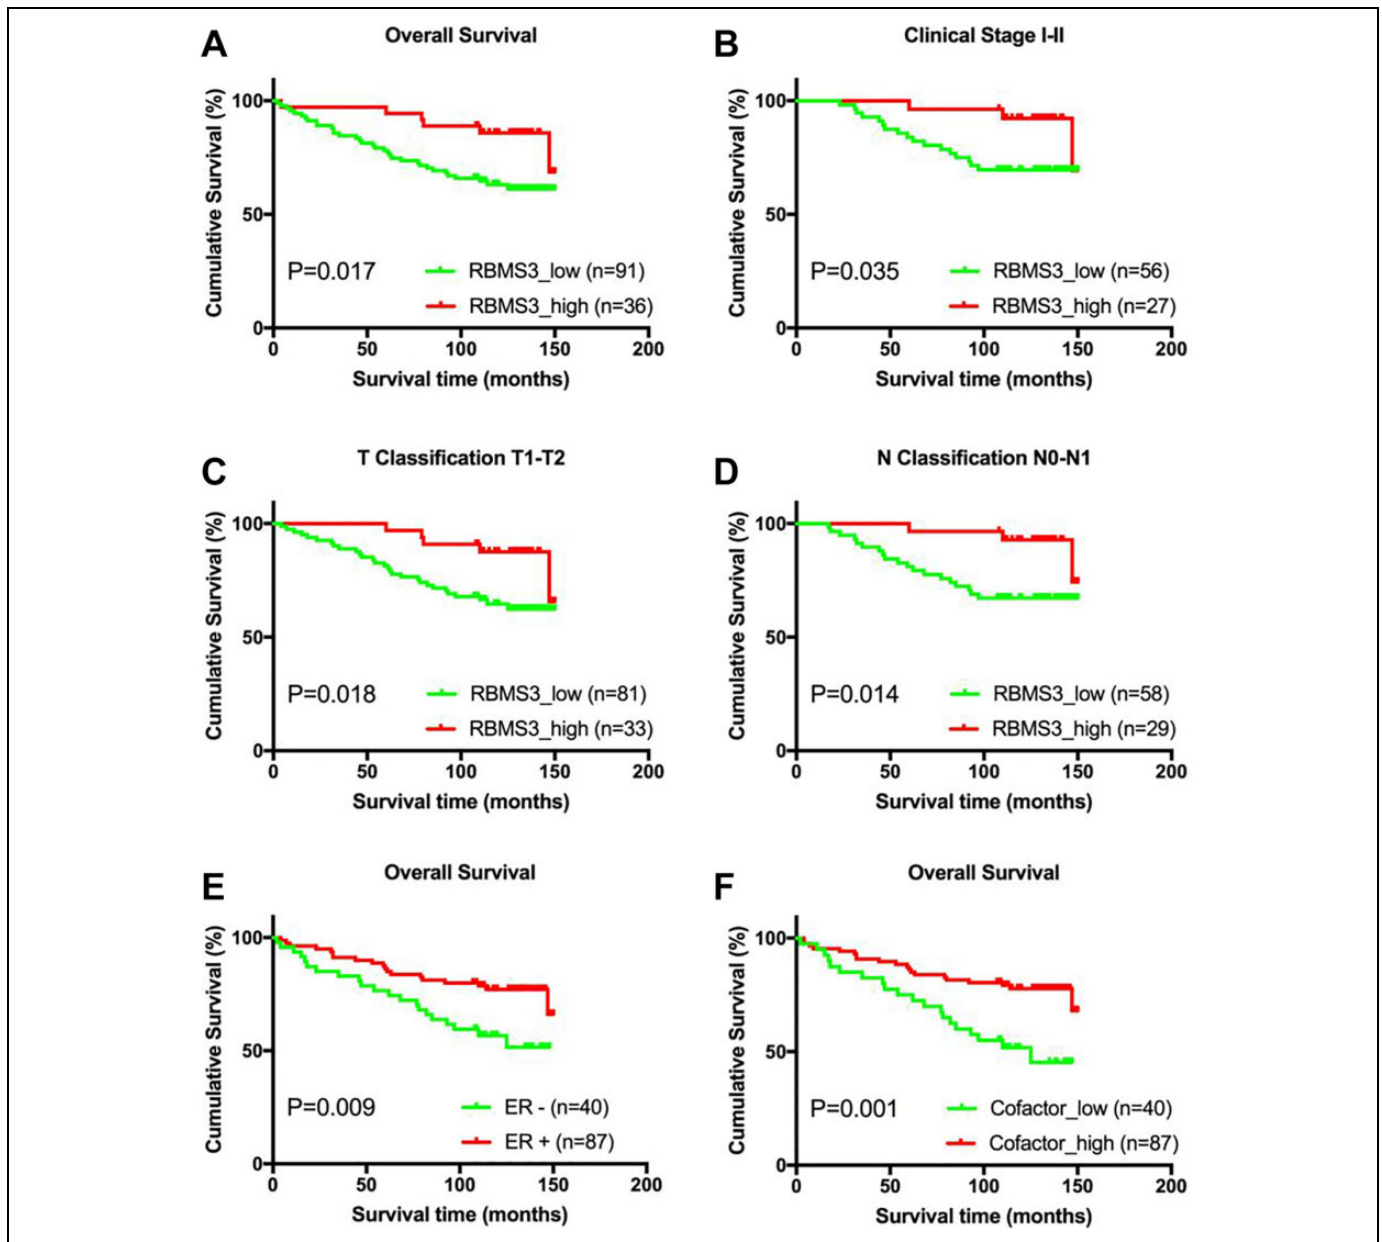 A
Overall Survival
Cumulative Survival (%)
100
50
0
P=0.017
RBMS3_low (n=91)
RBMS3_high (n=36)
0 50 100 150 200
Survival time (months)
B
Clinical Stage I-II
Cumulative Survival (%)
100
50
0
P=0.035
RBMS3_low (n=56)
RBMS3_high (n=27)
0 50 100 150 200
Survival time (months)
C
T Classification T1-T2
Cumulative Survival (%)
100
50
0
P=0.018
RBMS3_low (n=81)
RBMS3_high (n=33)
0 50 100 150 200
Survival time (months)
D
N Classification N0-N1
Cumulative Survival (%)
100
50
0
P=0.014
RBMS3_low (n=58)
RBMS3_high (n=29)
0 50 100 150 200
Survival time (months)
E
Overall Survival
Cumulative Survival (%)
100
50
0
P=0.009
ER - (n=40)
ER + (n=87)
0 50 100 150 200
Survival time (months)
F
Overall Survival
Cumulative Survival (%)
100
50
0
P=0.001
Cofactor_low (n=40)
Cofactor_high (n=87)
0 50 100 150 200
Survival time (months)